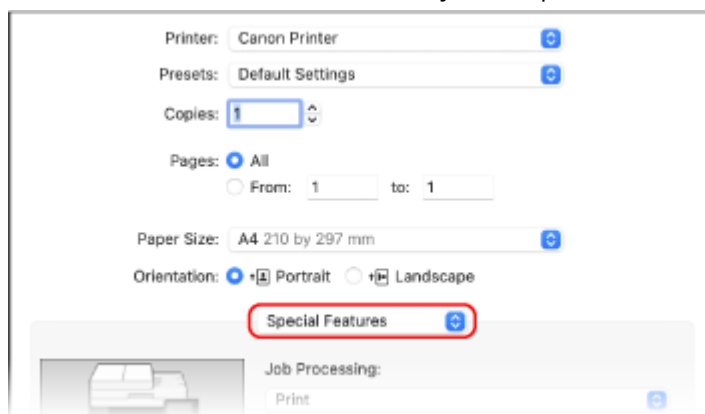 Printer: Canon Printer
Presets: Default Settings
Copies: 1
Pages: All
From: 1 to: 1
Paper Size: A4 210 by 297 mm
Orientation: Portrait Landscape
Special Features
Job Processing:
Print